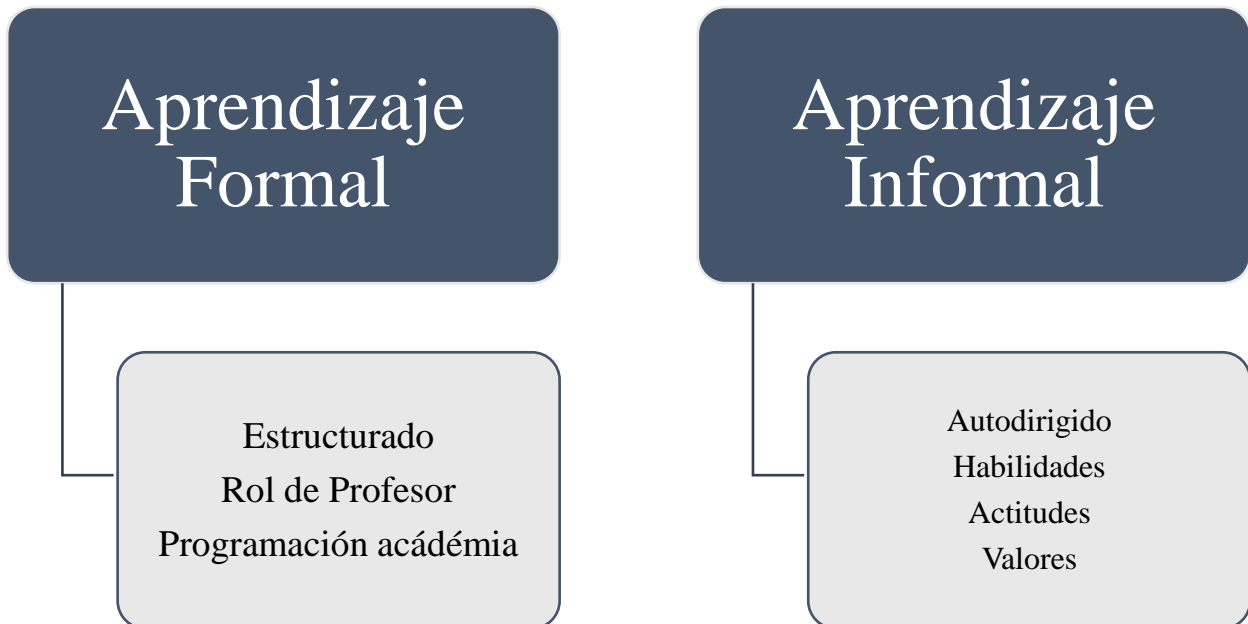 Aprendizaje
Formal
Estructurado
Rol de Profesor
Programación acádémia
Aprendizaje
Informal
Autodirigido
Habilidades
Actitudes
Valores